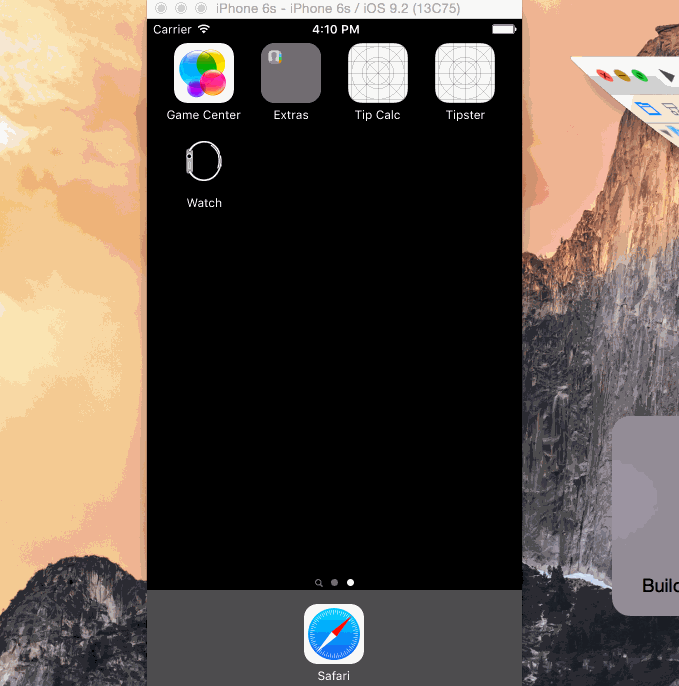 iPhone 6s - iPhone 6s / iOS 9.2 (13C75)
Carrier 4:10 PM
Game Center Extras Tip Calc Tipster
Watch
Safari